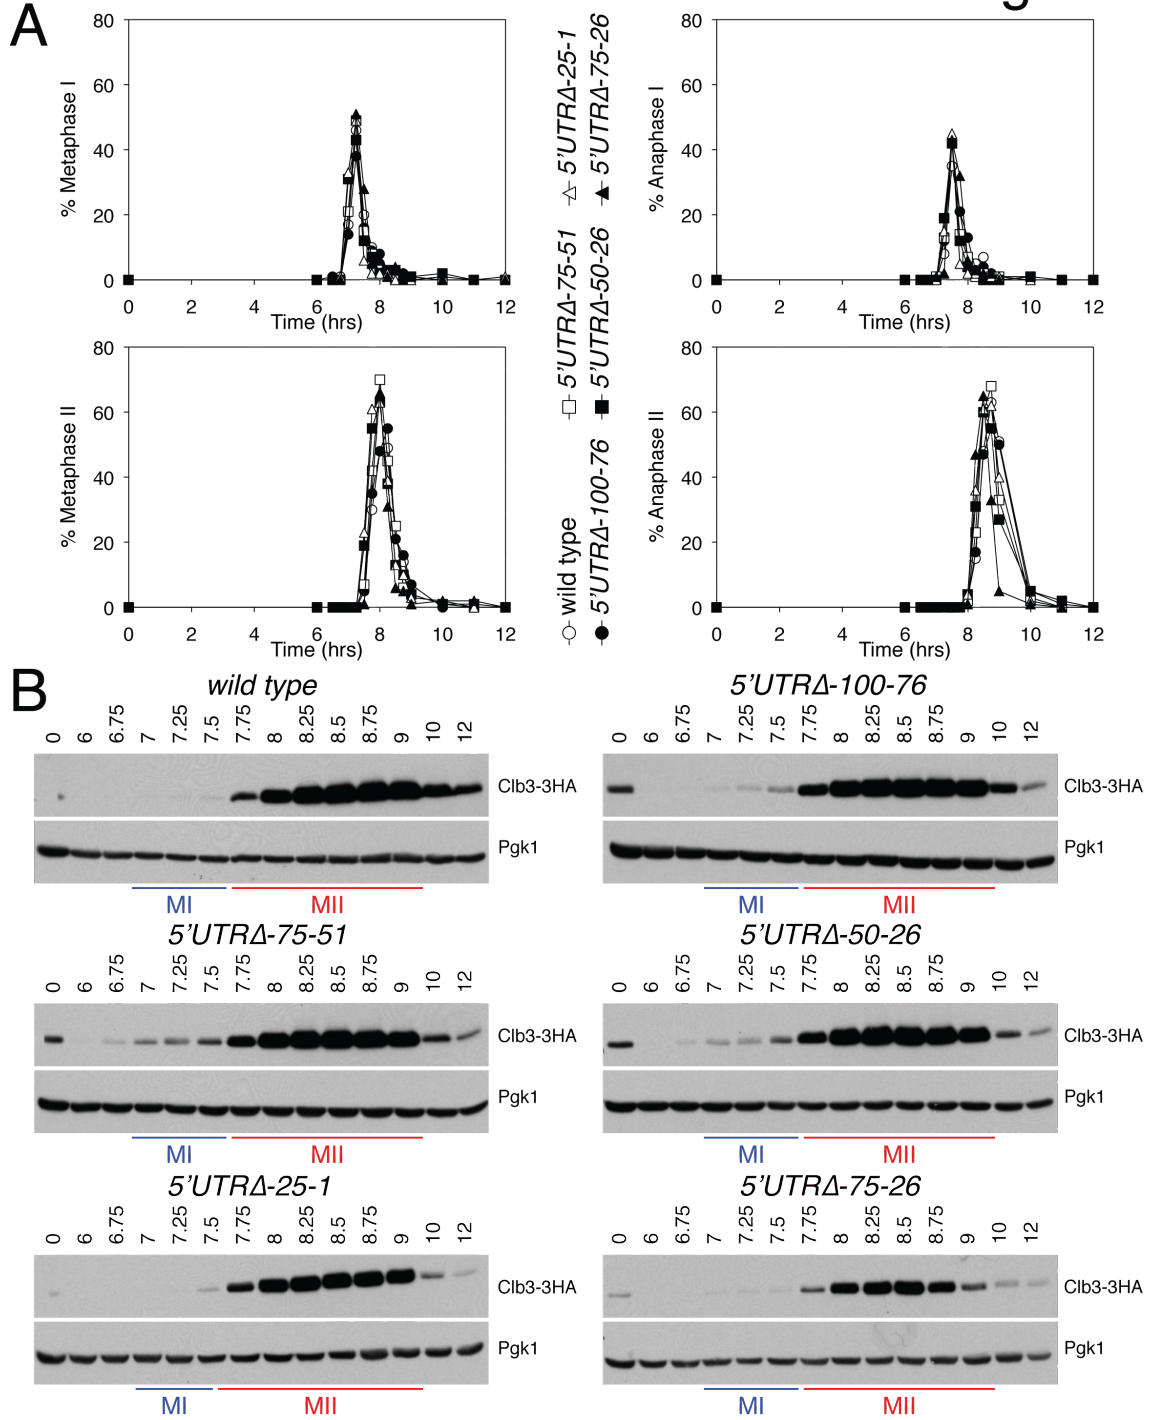 A
g
80
60
40
20
0
% Metaphase I
0 2 4 6 8 10 12
Time (hrs)
80
60
40
20
0
% Anaphase I
0 2 4 6 8 10 12
Time (hrs)
80
60
40
20
0
% Metaphase II
0 2 4 6 8 10 12
Time (hrs)
80
60
40
20
0
% Anaphase II
0 2 4 6 8 10 12
Time (hrs)
wild type
5'UTRΔ-75-51
5'UTRΔ-25-1
5'UTRΔ-100-76
5'UTRΔ-50-26
5'UTRΔ-75-26
B
wild type
0 6 6.75 7 7.25 7.5 7.75 8 8.25 8.5 8.75 9 10 12
Clb3-3HA
Pgk1
MI MII
5'UTRΔ-100-76
0 6 6.75 7 7.25 7.5 7.75 8 8.25 8.5 8.75 9 10 12
Clb3-3HA
Pgk1
MI MII
5'UTRΔ-75-51
0 6 6.75 7 7.25 7.5 7.75 8 8.25 8.5 8.75 9 10 12
Clb3-3HA
Pgk1
MI MII
5'UTRΔ-50-26
0 6 6.75 7 7.25 7.5 7.75 8 8.25 8.5 8.75 9 10 12
Clb3-3HA
Pgk1
MI MII
5'UTRΔ-25-1
0 6 6.75 7 7.25 7.5 7.75 8 8.25 8.5 8.75 9 10 12
Clb3-3HA
Pgk1
MI MII
5'UTRΔ-75-26
0 6 6.75 7 7.25 7.5 7.75 8 8.25 8.5 8.75 9 10 12
Clb3-3HA
Pgk1
MI MII